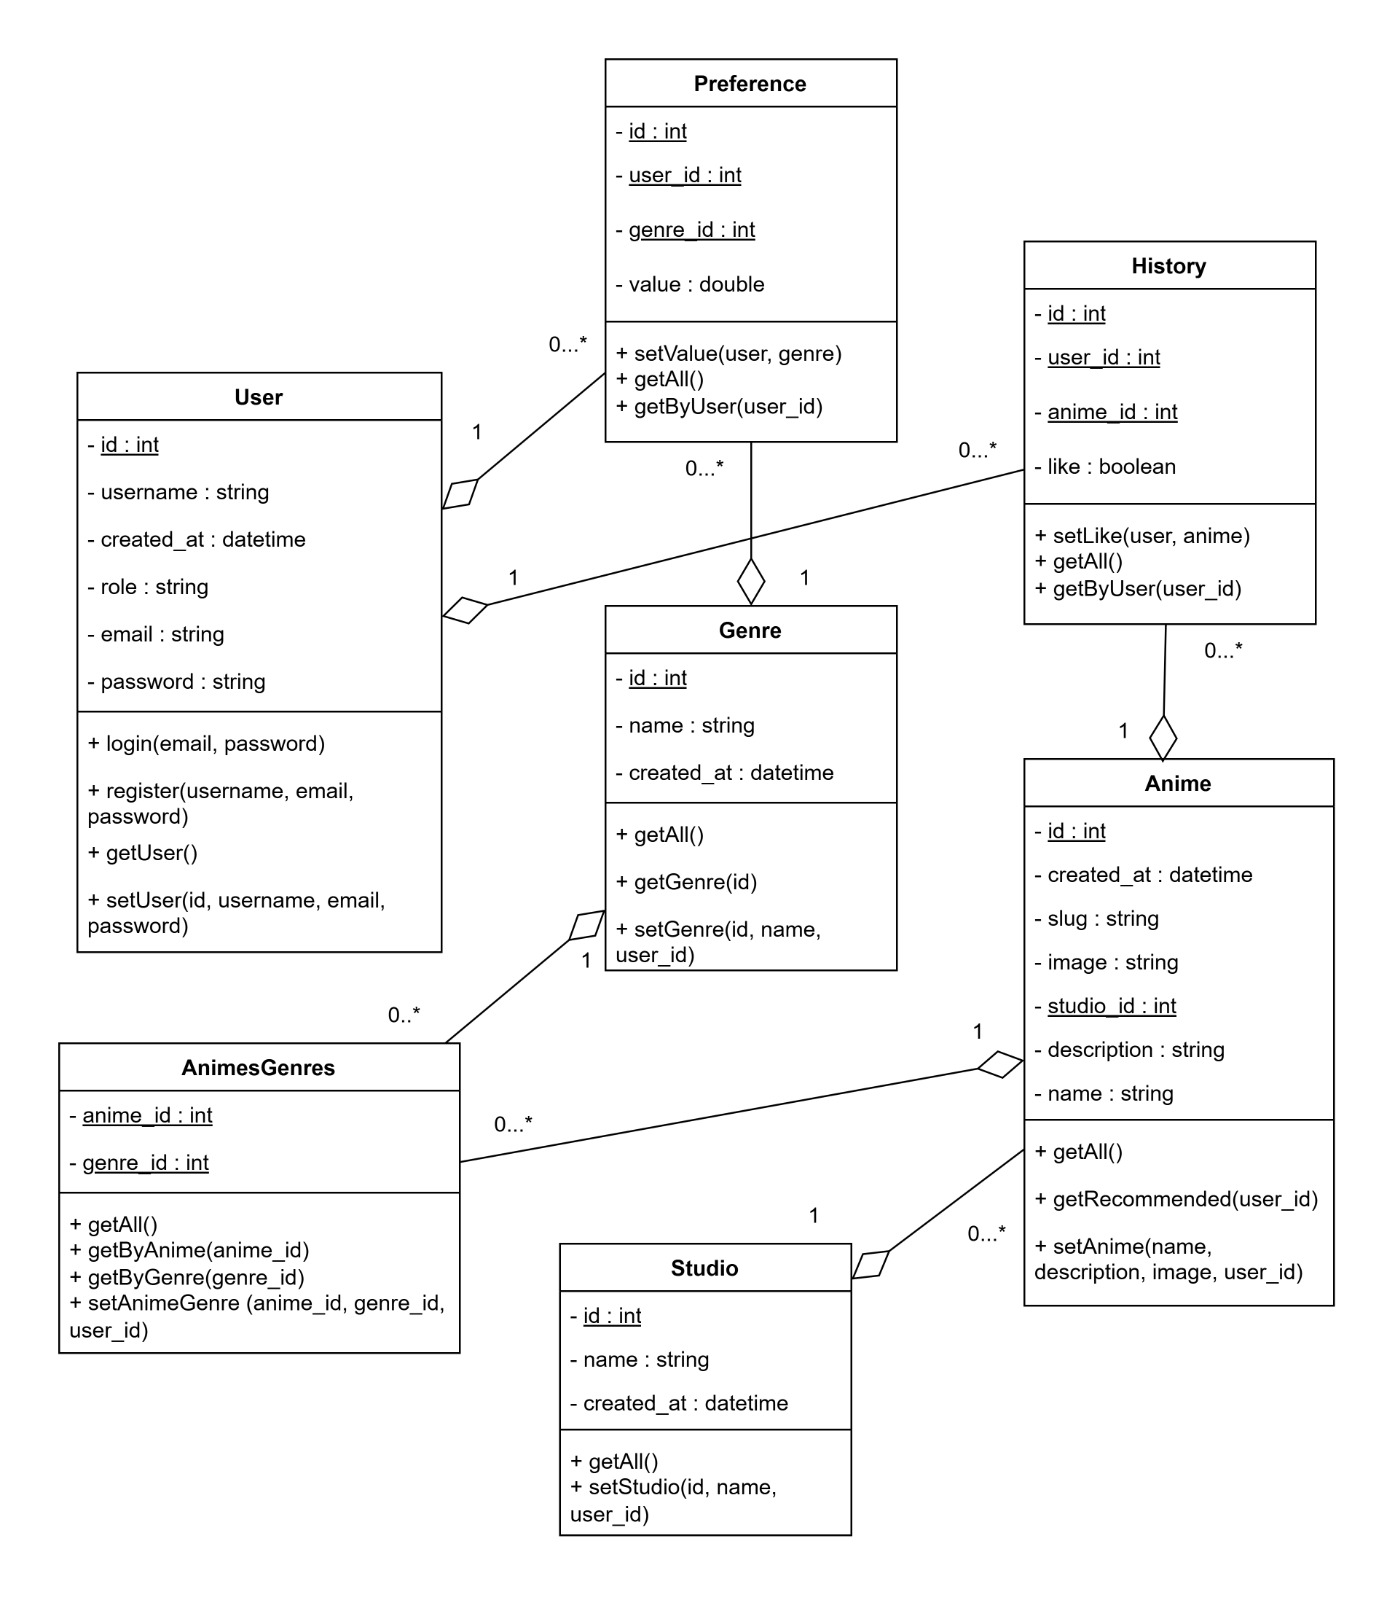 Preference
- id : int
- user_id : int
- genre_id : int
- value : double
+ setValue(user, genre)
+ getAll()
+ getByUser(user_id)
History
- id : int
- user_id : int
- anime_id : int
- like : boolean
+ setLike(user, anime)
+ getAll()
+ getByUser(user_id)
0...*
1
User
- id : int
- username : string
- created_at : datetime
- role : string
- email : string
- password : string
+ login(email, password)
+ register(username, email,
password)
+ getUser()
+ setUser(id, username, email,
password)
0...*
1
0...*
1
Genre
- id : int
- name : string
- created_at : datetime
+ getAll()
+ getGenre(id)
+ setGenre(id, name,
user_id)
0...*
1
Anime
- id : int
- created_at : datetime
- slug : string
- image : string
- studio_id : int
- description : string
- name : string
+ getAll()
+ getRecommended(user_id)
+ setAnime(name,
description, image, user_id)
1
0..*
AnimesGenres
- anime_id : int
- genre_id : int
+ getAll()
+ getByAnime(anime_id)
+ getByGenre(genre_id)
+ setAnimeGenre (anime_id, genre_id,
user_id)
1
0...*
1
0...*
Studio
- id : int
- name : string
- created_at : datetime
+ getAll()
+ setStudio(id, name,
user_id)